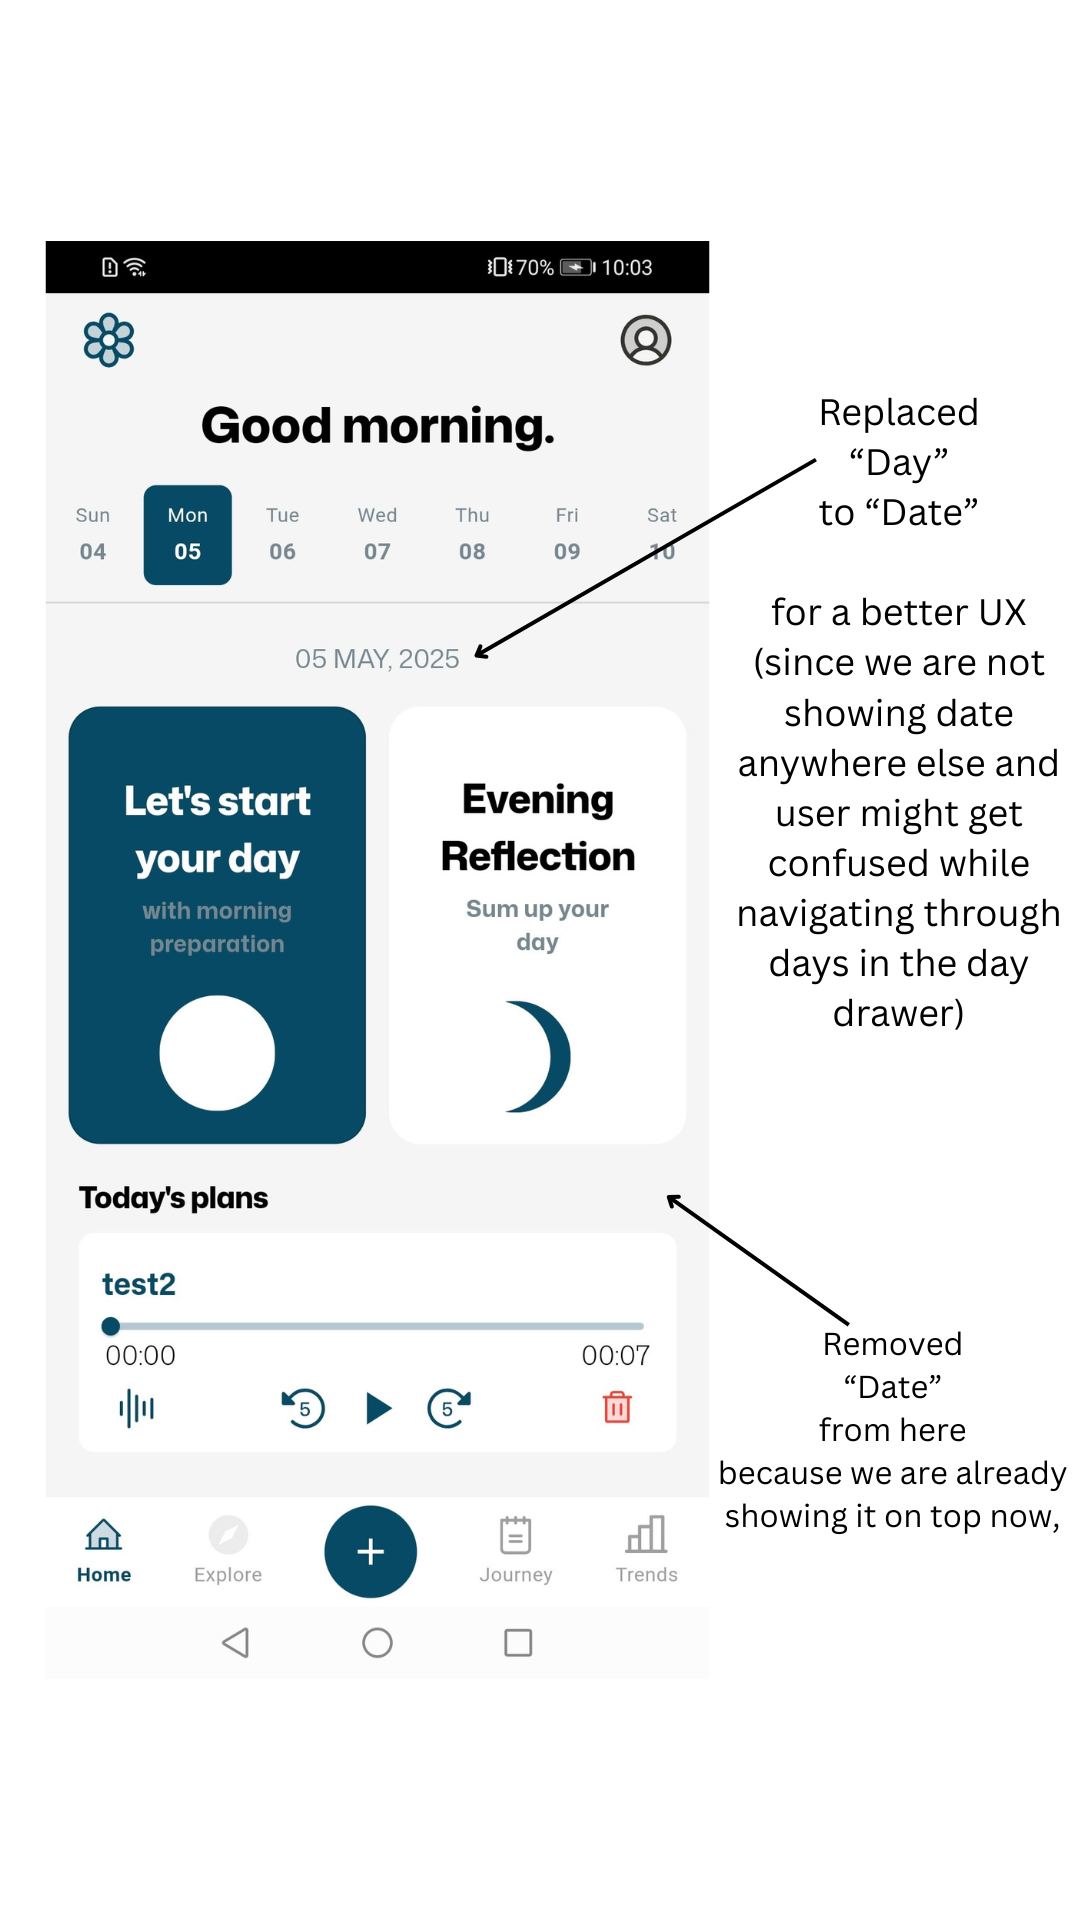 70% 10:03
Good morning.
Sun Mon Tue Wed Thu Fri Sat
04 05 06 07 08 09 10
05 MAY, 2025
Let's start
your day
with morning
preparation
Evening
Reflection
Sum up your
day
Today's plans
test2
00:00 00:07
5 5
Home Explore + Journey Trends
Replaced
“Day”
to “Date”
for a better UX
(since we are not
showing date
anywhere else and
user might get
confused while
navigating through
days in the day
drawer)
Removed
“Date”
from here
because we are already
showing it on top now,